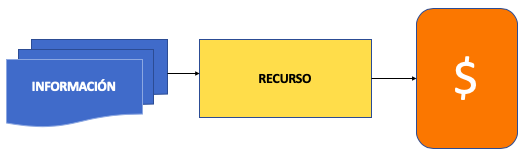 INFORMACIÓN
RECURSO
$